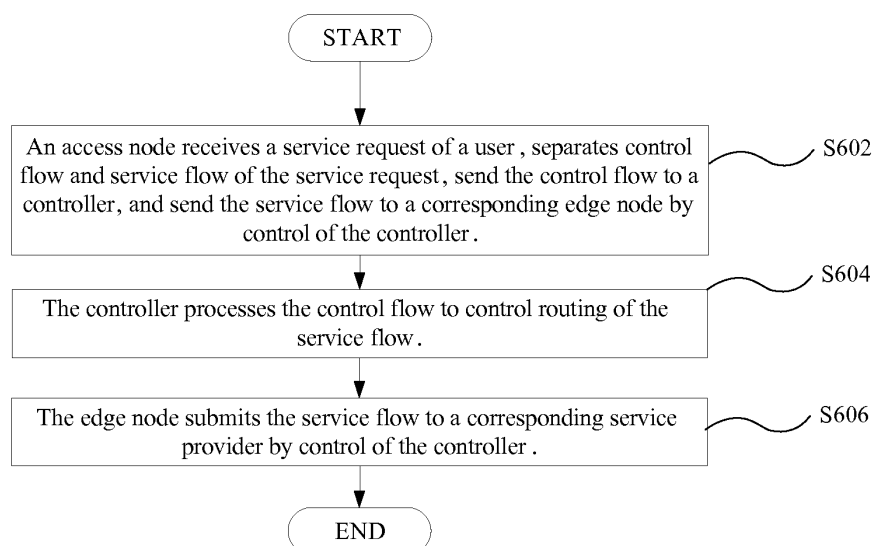 START
An access node receives a service request of a user , separates control
flow and service flow of the service request, send the control flow to a
controller, and send the service flow to a corresponding edge node by
control of the controller .
S602
The controller processes the control flow to control routing of the
service flow .
S604
The edge node submits the service flow to a corresponding service
provider by control of the controller .
S606
END